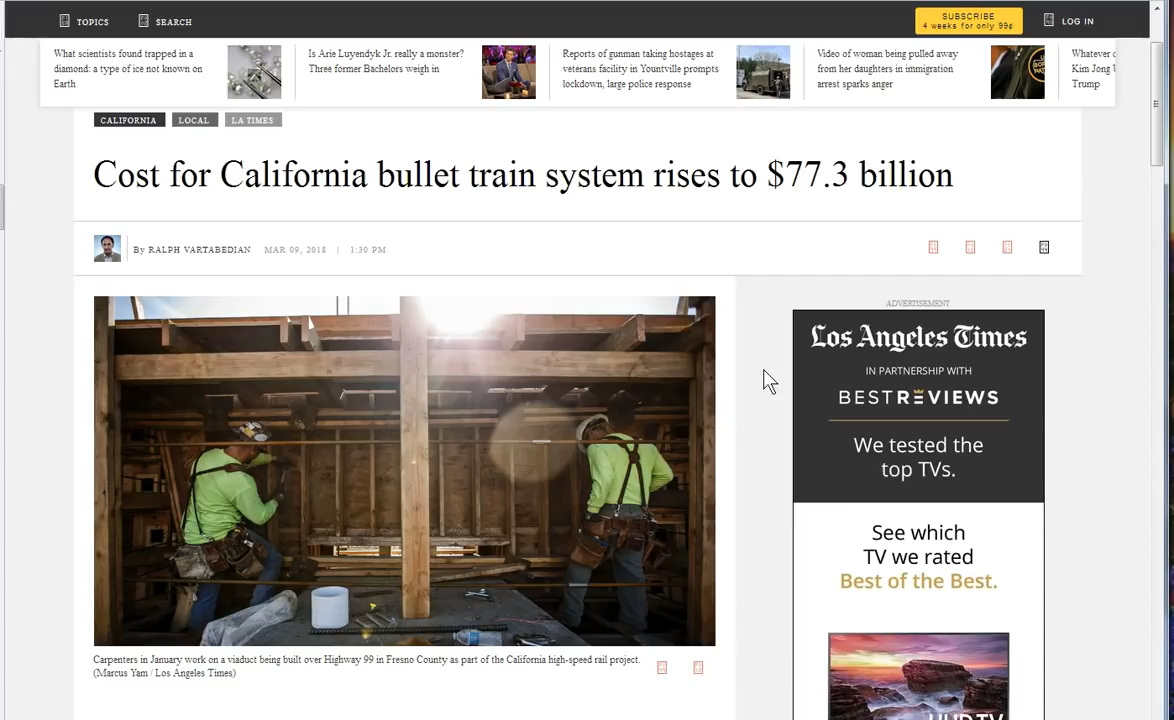 TOPICS
SEARCH
SUBSCRIBE
4 weeks for only 99¢
LOG IN
What scientists found trapped in a
diamond: a type of ice not known on
Earth
Is Arie Luyendyk Jr. really a monster?
Three former Bachelors weigh in
Reports of gunman taking hostages at
veterans facility in Yountville prompts
lockdown, large police response
Video of woman being pulled away
from her daughters in immigration
arrest sparks anger
Whatever
Kim Jong
Trump
CALIFORNIA
LOCAL
LA TIMES
Cost for California bullet train system rises to $77.3 billion
By RALPH VARTABEDIAN
MAR 09, 2018 | 1:30 PM
ADVERTISEMENT
Los Angeles Times
IN PARTNERSHIP WITH
BESTREVIEWS
We tested the
top TVs.
See which
TV we rated
Best of the Best.
UHD TV
Carpenters in January work on a viaduct being built over Highway 99 in Fresno County as part of the California high-speed rail project.
(Marcus Yam / Los Angeles Times)